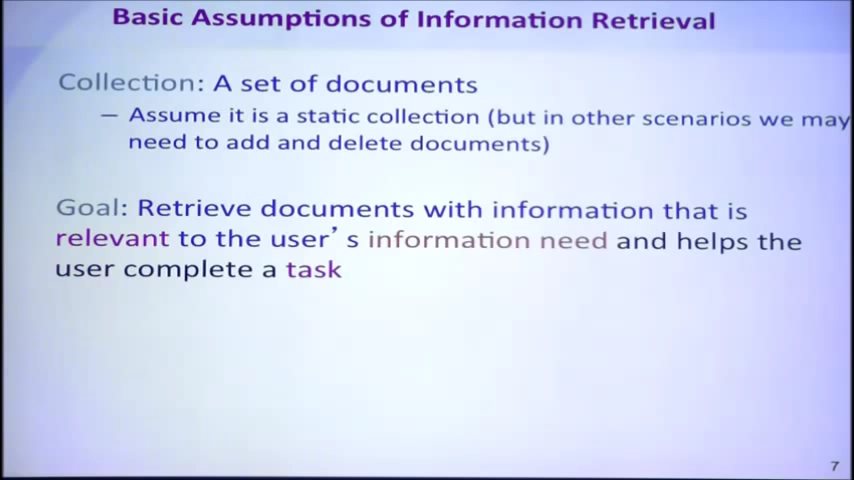 Basic Assumptions of Information Retrieval
Collection: A set of documents
– Assume it is a static collection (but in other scenarios we may
need to add and delete documents)
Goal: Retrieve documents with information that is
relevant to the user's information need and helps the
user complete a task
7